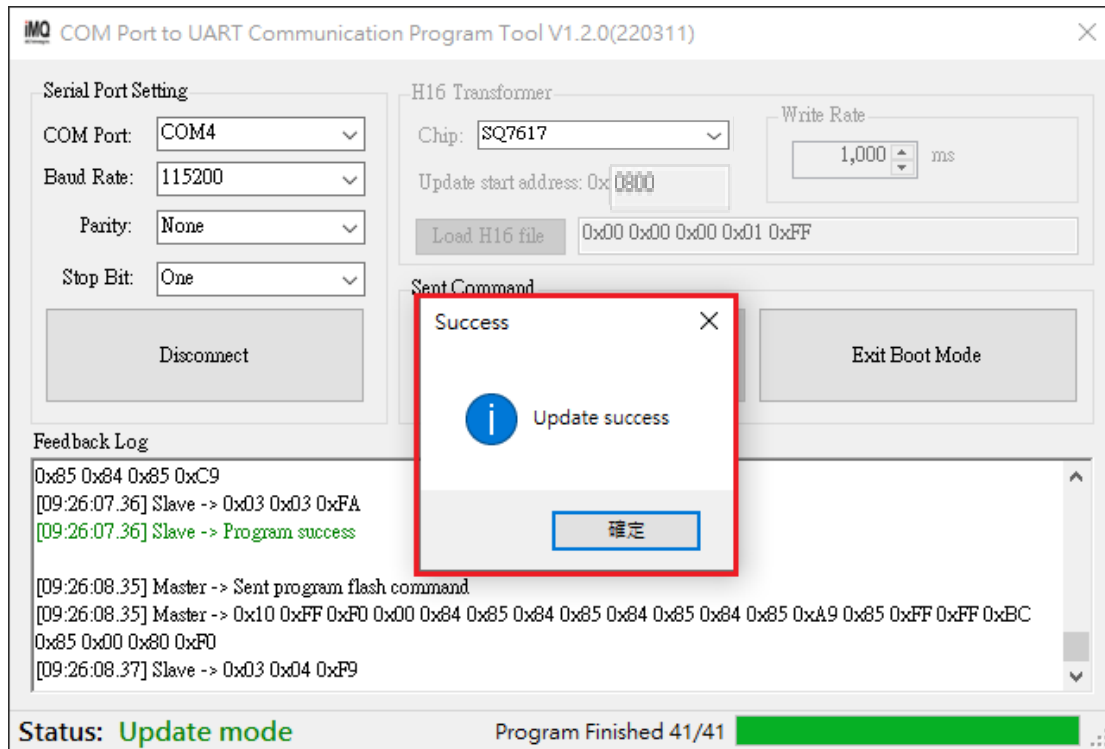 iMQ COM Port to UART Communication Program Tool V1.2.0(220311)
Serial Port Setting
COM Port: COM4
Baud Rate: 115200
Parity: None
Stop Bit: One
Disconnect
H16 Transformer
Chip: SQ7617
Update start address: 0x 0800
Write Rate
1,000 ms
Load H16 file 0x00 0x00 0x00 0x01 0xFF
Sent Command
Exit Boot Mode
Success
Update success
確定
Feedback Log
0x85 0x84 0x85 0xC9
[09:26:07.36] Slave -> 0x03 0x03 0xFA
[09:26:07.36] Slave -> Program success
[09:26:08.35] Master -> Sent program flash command
[09:26:08.35] Master -> 0x10 0xFF 0xF0 0x00 0x84 0x85 0x84 0x85 0x84 0x85 0x84 0x85 0xA9 0x85 0xFF 0xFF 0xBC
0x85 0x00 0x80 0xF0
[09:26:08.37] Slave -> 0x03 0x04 0xF9
Status: Update mode
Program Finished 41/41